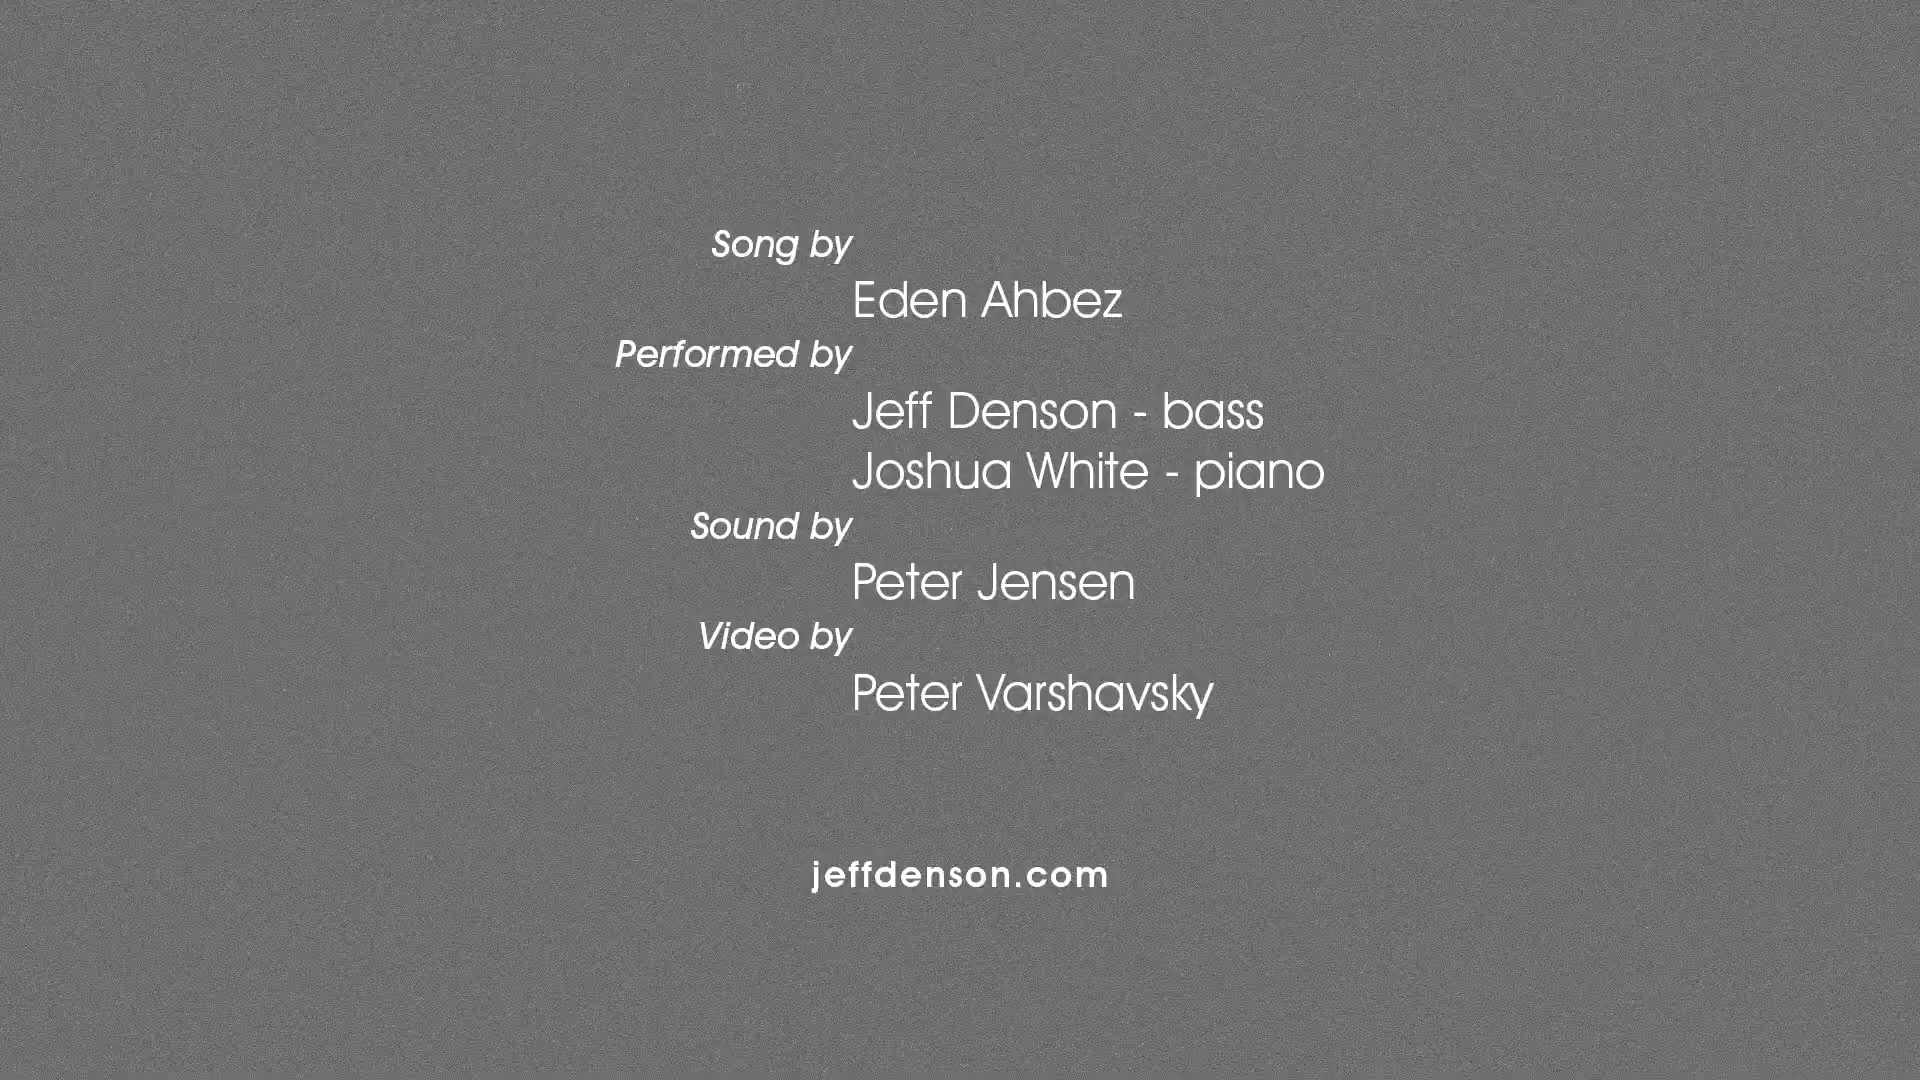 Song by
Eden Ahbez
Performed by
Jeff Denson - bass
Joshua White - piano
Sound by
Peter Jensen
Video by
Peter Varshavsky
jeffdenson.com